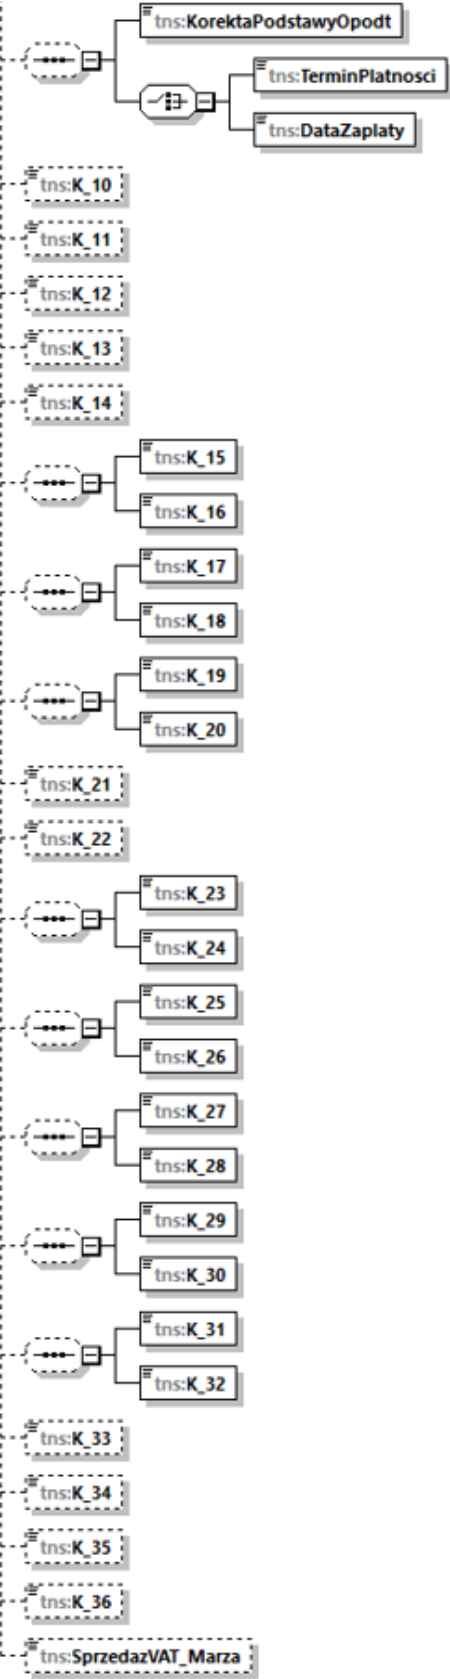 tns:KorektaPodstawyOpodt
tns:TerminPlatnosci
tns:DataZaplaty
tns:K_10
tns:K_11
tns:K_12
tns:K_13
tns:K_14
tns:K_15
tns:K_16
tns:K_17
tns:K_18
tns:K_19
tns:K_20
tns:K_21
tns:K_22
tns:K_23
tns:K_24
tns:K_25
tns:K_26
tns:K_27
tns:K_28
tns:K_29
tns:K_30
tns:K_31
tns:K_32
tns:K_33
tns:K_34
tns:K_35
tns:K_36
tns:SprzedazVAT_Marza